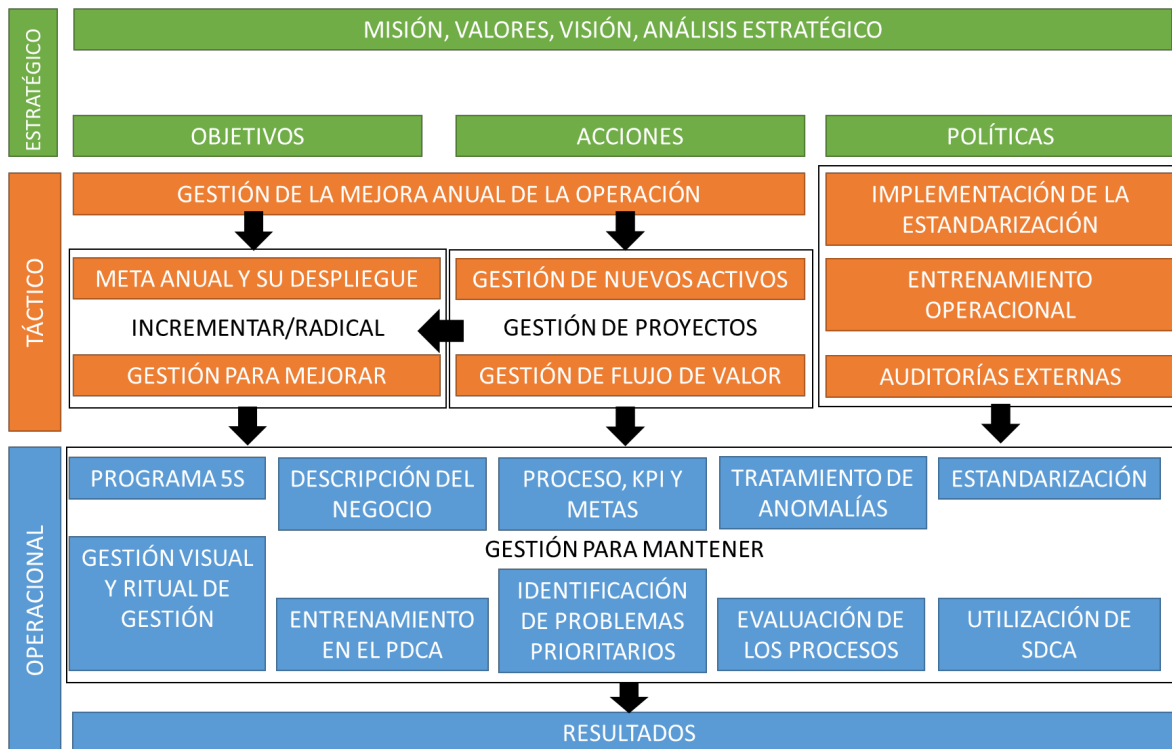 ESTRATÉGICO
MISIÓN, VALORES, VISIÓN, ANÁLISIS ESTRATÉGICO
OBJETIVOS
ACCIONES
POLÍTICAS
TÁCTICO
GESTIÓN DE LA MEJORA ANUAL DE LA OPERACIÓN
META ANUAL Y SU DESPLIEGUE
INCREMENTAR/RADICAL
GESTIÓN PARA MEJORAR
GESTIÓN DE NUEVOS ACTIVOS
GESTIÓN DE PROYECTOS
GESTIÓN DE FLUJO DE VALOR
IMPLEMENTACIÓN DE LA
ESTANDARIZACIÓN
ENTRENAMIENTO
OPERACIONAL
AUDITORÍAS EXTERNAS
OPERACIONAL
PROGRAMA 5S
DESCRIPCIÓN DEL
NEGOCIO
PROCESO, KPI Y
METAS
TRATAMIENTO DE
ANOMALÍAS
ESTANDARIZACIÓN
GESTIÓN PARA MANTENER
GESTIÓN VISUAL
Y RITUAL DE
GESTIÓN
ENTRENAMIENTO
EN EL PDCA
IDENTIFICACIÓN
DE PROBLEMAS
PRIORITARIOS
EVALUACIÓN DE
LOS PROCESOS
UTILIZACIÓN DE
SDCA
RESULTADOS